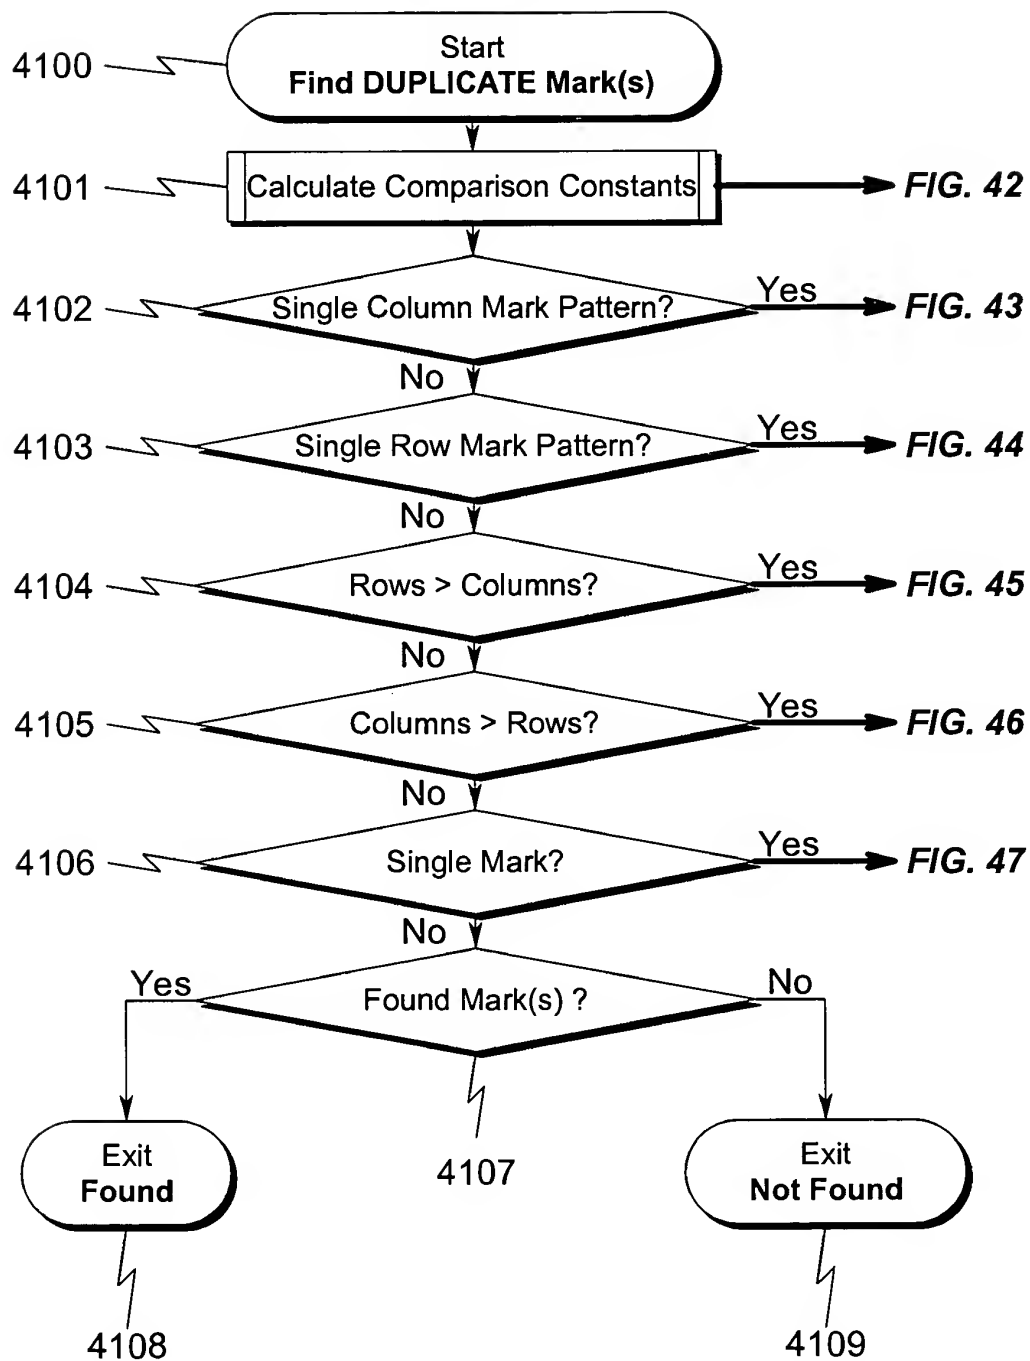 Start
Find DUPLICATE Mark(s)
4100
4101
Calculate Comparison Constants
FIG. 42
4102
Single Column Mark Pattern?
Yes
FIG. 43
No
4103
Single Row Mark Pattern?
Yes
FIG. 44
No
4104
Rows > Columns?
Yes
FIG. 45
No
4105
Columns > Rows?
Yes
FIG. 46
No
4106
Single Mark?
Yes
FIG. 47
No
Yes
Found Mark(s) ?
No
Exit
Found
4107
Exit
Not Found
4108
4109